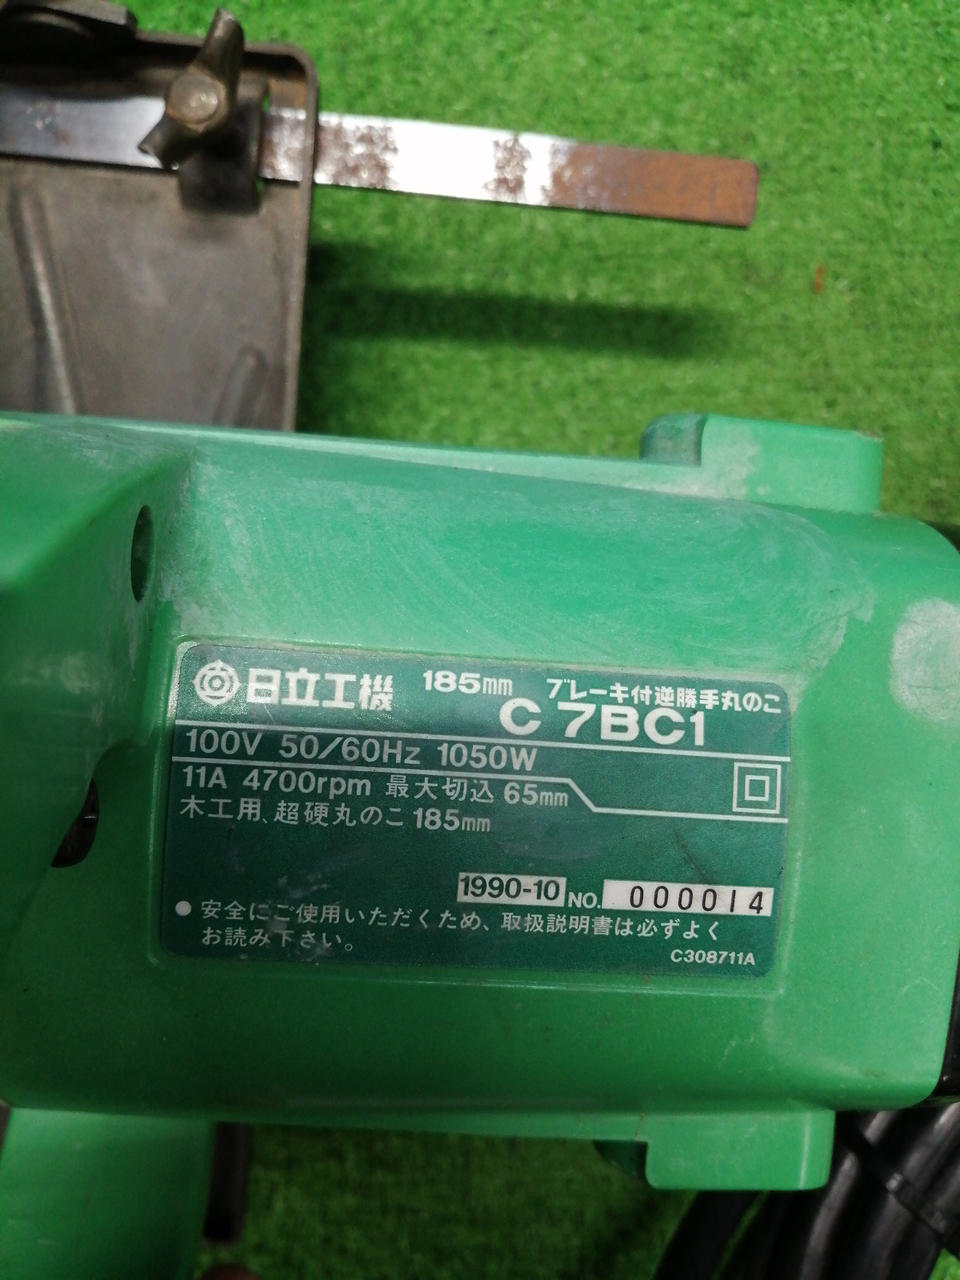 日立工機 185mm ブレーキ付逆勝手丸のこ
C 7BC1
100V 50/60Hz 1050W
11A 4700rpm 最大切込 65mm
木工用、超硬丸のこ 185mm
1990-10 NO. 000014
● 安全にご使用いただくため、取扱説明書は必ずよく
お読み下さい。
C308711A